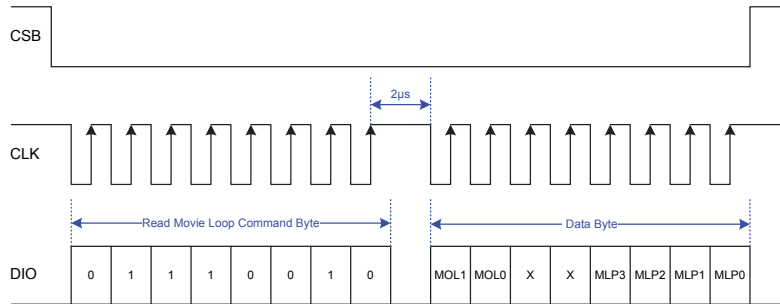 CSB
2μs
CLK
Read Movie Loop Command Byte
Data Byte
DIO 0 1 1 1 0 0 1 0 MOL1 MOL0 X X MLP3 MLP2 MLP1 MLP0